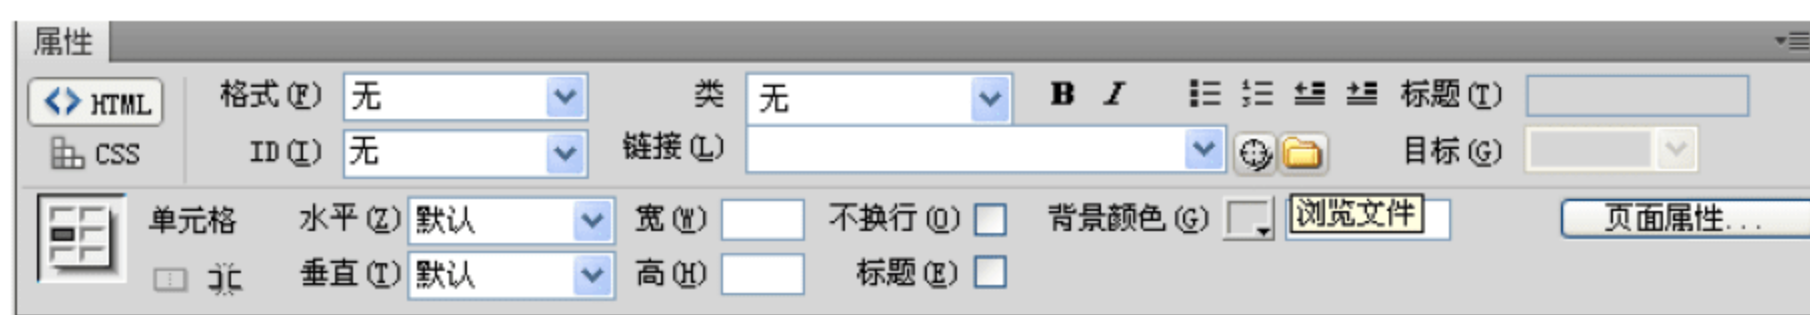 属性
HTML 格式(F) 无 类 无 B I 标题(T)
CSS ID(I) 无 链接(L) 目标(G)
单元格 水平(Z) 默认 宽(W) 不换行(O) 背景颜色(G) 浏览文件 页面属性...
垂直(T) 默认 高(H) 标题(E)